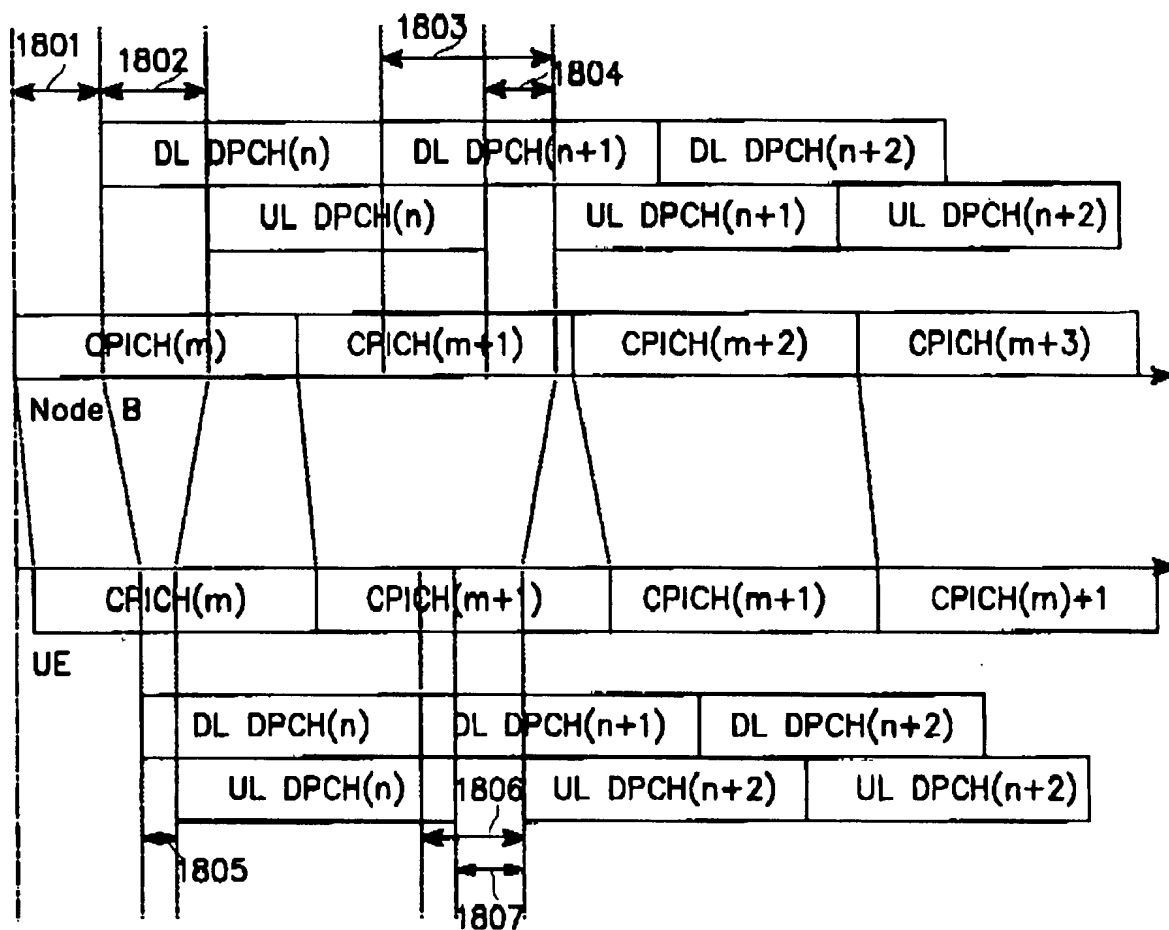 1801
1802
1803
1804
DL DPCH(n)
DL DPCH(n+1)
DL DPCH(n+2)
UL DPCH(n)
UL DPCH(n+1)
UL DPCH(n+2)
CPICH(m)
CPICH(m+1)
CPICH(m+2)
CPICH(m+3)
Node B
CPICH(m)
CPICH(m+1)
CPICH(m+1)
CPICH(m)+1
UE
DL DPCH(n)
DL DPCH(n+1)
DL DPCH(n+2)
UL DPCH(n)
1806
UL DPCH(n+2)
UL DPCH(n+2)
1805
1807